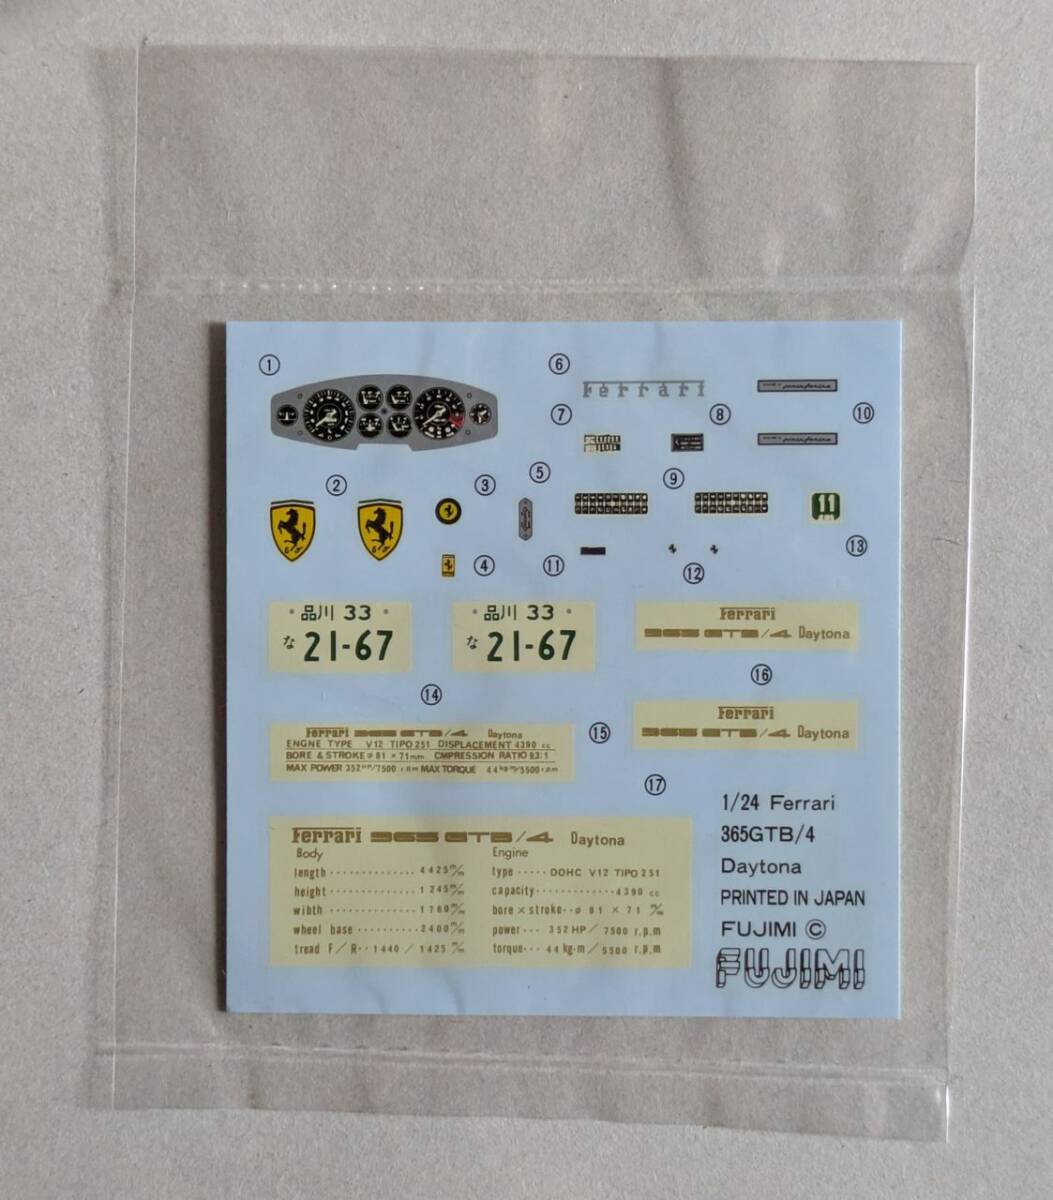 ①
⑥
Ferrari
⑦
⑧
pininfarina
⑩
pininfarina
②
③
⑤
⑨
11
S F
S F
④
⑪
⑫
⑬
品川 33
な 21-67
品川 33
な 21-67
Ferrari
365 GTB/4 Daytona
⑭
⑯
Ferrari
365 GTB/4 Daytona
Ferrari 365 GTB/4 Daytona
ENGNE TYPE V12 TIPO 251 DISPLACEMENT 4390 cc
BORE & STROKE ø 81 × 71mm CMPRESSION RATIO 9.3:1
MAX POWER 352HP/7500 r.p.m MAX TORQUE 44kg-m/5500 r.p.m
⑮
⑰
Ferrari 365 GTB/4 Daytona
Body
length ·············· 4425 m/m
height ·············· 1245 m/m
wibth ·············· 1760 m/m
wheel base ·········· 2400 m/m
tread F/R·· 1440 / 1425 m/m
Engine
type ····· DOHC V12 TIPO 251
capacity ············ 4390 cc
bore × stroke·· ø 81 × 71 m/m
power··· 352 HP/ 7500 r.p.m
torque··· 44 kg-m/ 5500 r.p.m
1/24 Ferrari
365GTB/4
Daytona
PRINTED IN JAPAN
FUJIMI ©
FUJIMI